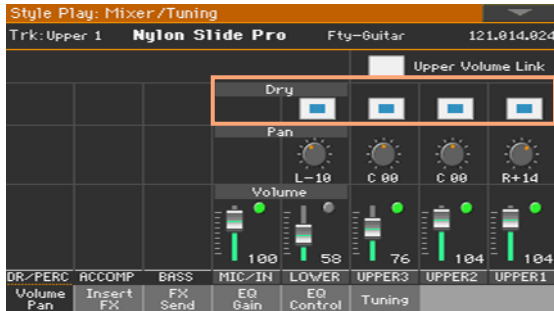 Style Play: Mixer/Tuning
Trk: Upper 1 Nylon Slide Pro Fty-Guitar 121.014.024
Upper Volume Link
Dry
Pan
L-10 C 00 C 00 R+14
Volume
100 58 76 104 104
DR/PERC ACCOMP BASS MIC/IN LOWER UPPER3 UPPER2 UPPER1
Volume Pan Insert FX FX Send EQ Gain EQ Control Tuning